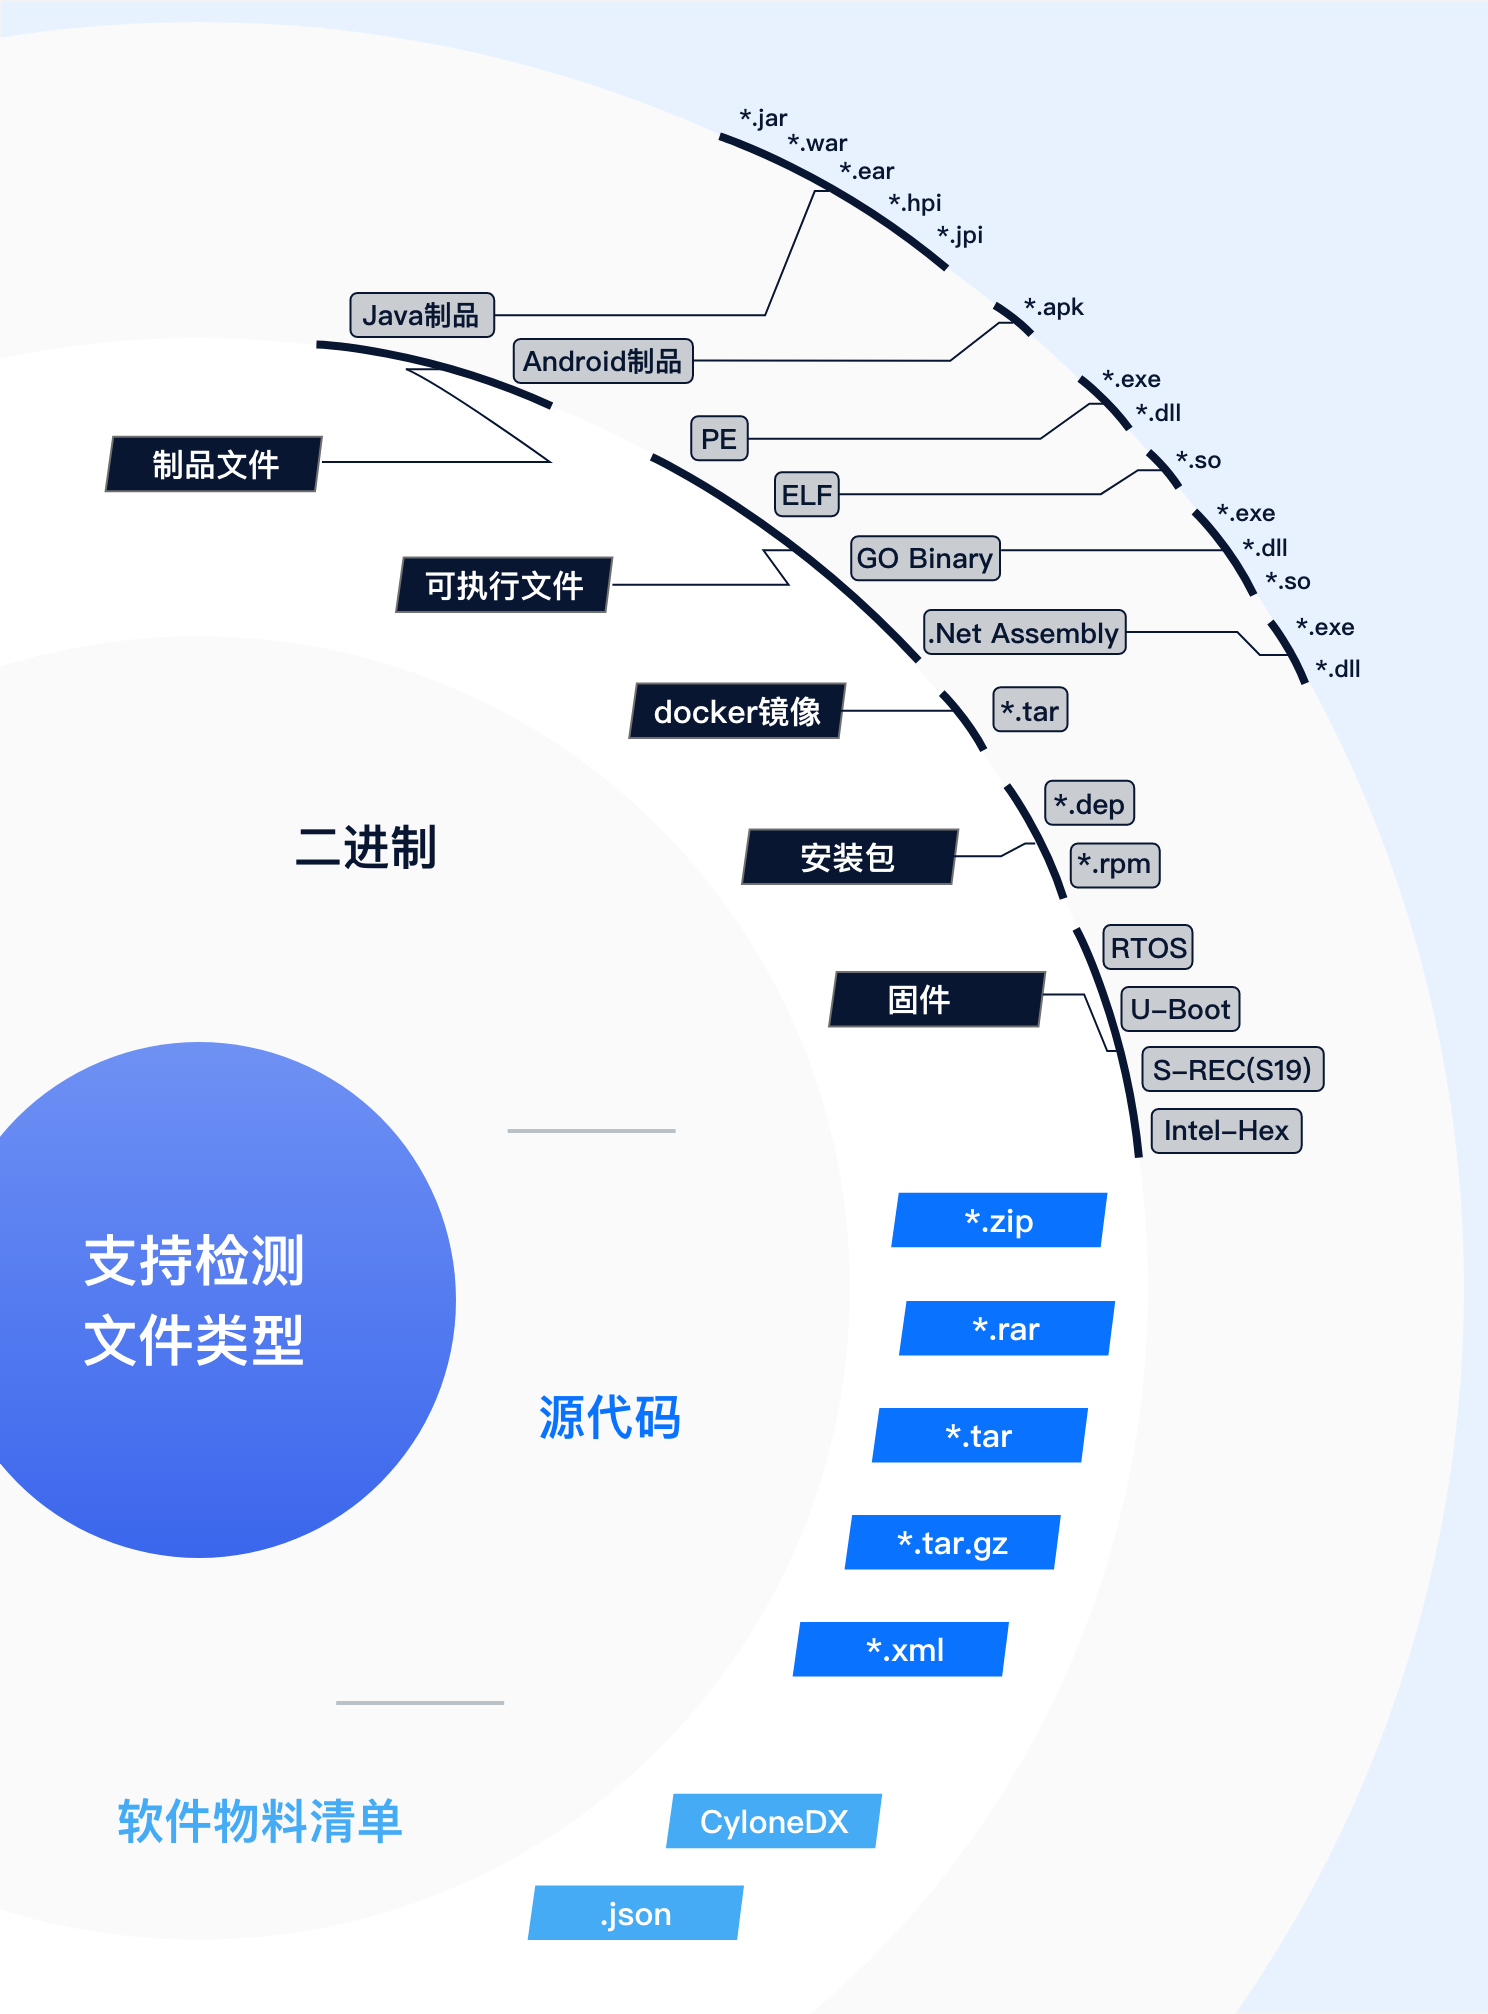 *.jar
*.war
*.ear
*.hpi
*.jpi
Java制品
*.apk
Android制品
*.exe
*.dll
PE
制品文件
*.so
ELF
*.exe
*.dll
*.so
GO Binary
可执行文件
*.exe
*.dll
.Net Assembly
docker镜像
*.tar
*.dep
*.rpm
安装包
二进制
RTOS
固件
U-Boot
S-REC(S19)
Intel-Hex
*.zip
支持检测
文件类型
*.rar
源代码
*.tar
*.tar.gz
*.xml
软件物料清单
CyloneDX
.json